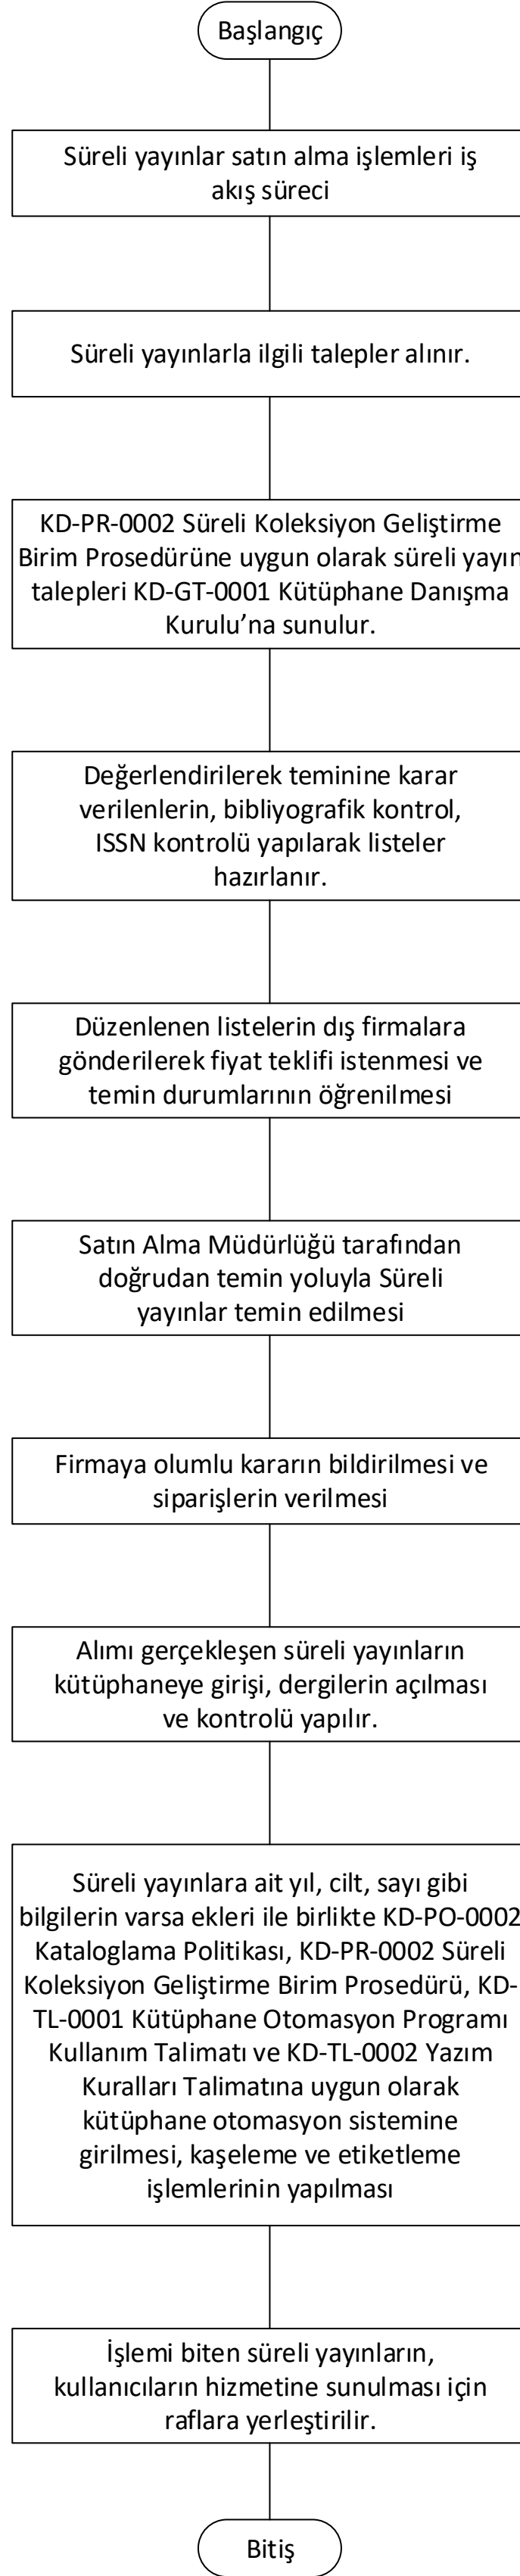 Başlangıç
Süreli yayınlar satın alma işlemleri iş
akış süreci
Süreli yayınlarla ilgili talepler alınır.
KD-PR-0002 Süreli Koleksiyon Geliştirme
Birim Prosedürüne uygun olarak süreli yayın
talepleri KD-GT-0001 Kütüphane Danışma
Kurulu’na sunulur.
Değerlendirilerek teminine karar
verilenlerin, bibliyografik kontrol,
ISSN kontrolü yapılarak listeler
hazırlanır.
Düzenlenen listelerin dış firmalara
gönderilerek fiyat teklifi istenmesi ve
temin durumlarının öğrenilmesi
Satın Alma Müdürlüğü tarafından
doğrudan temin yoluyla Süreli
yayınlar temin edilmesi
Firmaya olumlu kararın bildirilmesi ve
siparişlerin verilmesi
Alımı gerçekleşen süreli yayınların
kütüphaneye girişi, dergilerin açılması
ve kontrolü yapılır.
Süreli yayınlara ait yıl, cilt, sayı gibi
bilgilerin varsa ekleri ile birlikte KD-PO-0002
Kataloglama Politikası, KD-PR-0002 Süreli
Koleksiyon Geliştirme Birim Prosedürü, KD-
TL-0001 Kütüphane Otomasyon Programı
Kullanım Talimatı ve KD-TL-0002 Yazım
Kuralları Talimatına uygun olarak
kütüphane otomasyon sistemine
girilmesi, kaşeleme ve etiketleme
işlemlerinin yapılması
İşlemi biten süreli yayınların,
kullanıcıların hizmetine sunulması için
raflara yerleştirilir.
Bitiş